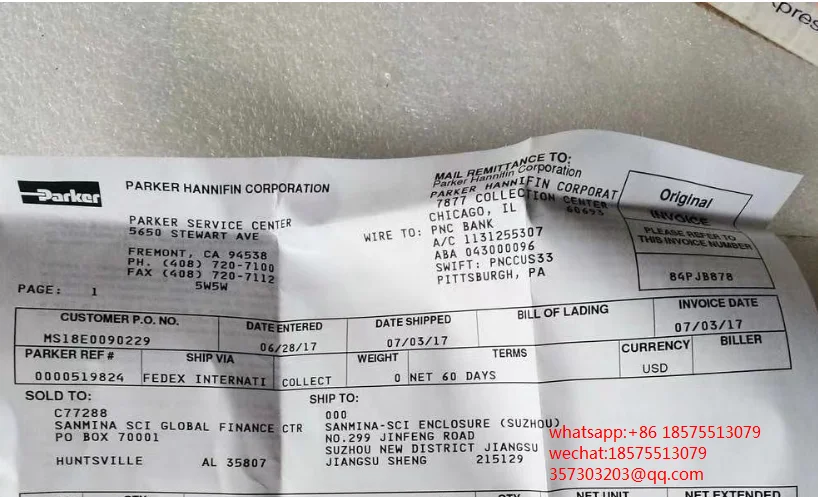 xpres
Parker
PARKER HANNIFIN CORPORATION
PARKER SERVICE CENTER
5650 STEWART AVE
FREMONT, CA 94538
PH. (408) 720-7100
FAX (408) 720-7112
5W5W
PAGE: 1
MAIL REMITTANCE TO:
Parker Hannifin Corporation
PARKER HANNIFIN CORPORAT
7877 COLLECTION CENTER
CHICAGO, IL 60693
WIRE TO: PNC BANK
A/C 1131255307
ABA 043000096
SWIFT: PNCCUS33
PITTSBURGH, PA
Original
INVOICE
PLEASE REFER TO
THIS INVOICE NUMBER
84PJB878
CUSTOMER P.O. NO. DATE ENTERED DATE SHIPPED BILL OF LADING INVOICE DATE
MS18E0090229 06/28/17 07/03/17 07/03/17
PARKER REF # SHIP VIA WEIGHT TERMS CURRENCY BILLER
0000519824 FEDEX INTERNATI COLLECT 0 NET 60 DAYS USD
SOLD TO: SHIP TO:
C77288 000
SANMINA SCI GLOBAL FINANCE CTR SANMINA-SCI ENCLOSURE (SUZHOU)
PO BOX 70001 NO.299 JINFENG ROAD
SUZHOU NEW DISTRICT JIANGSU
HUNTSVILLE AL 35807 JIANGSU SHENG 215129
QTY QTY NET UNIT NET EXTENDED
whatsapp:+86 18575513079
wechat:18575513079
357303203@qq.com